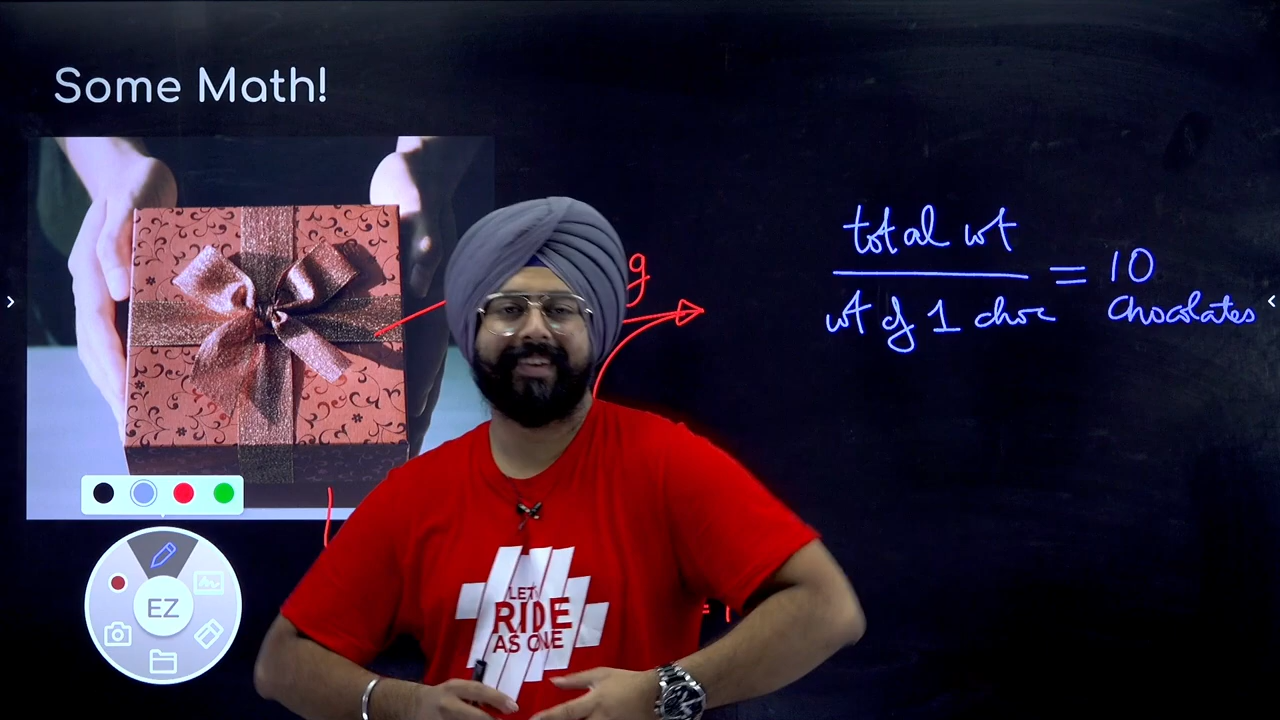 Some Math!
g
total wt
wt of 1 choc
= 10
Chocolates
EZ
LET'S
RIDE
AS ONE